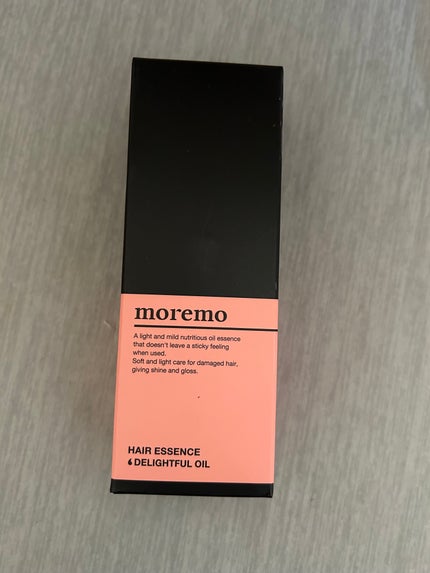 moremo
A light and mild nutritious oil essence
that doesn't leave a sticky feeling
when used.
Soft and light care for damaged hair,
giving shine and gloss.
HAIR ESSENCE
DELIGHTFUL OIL